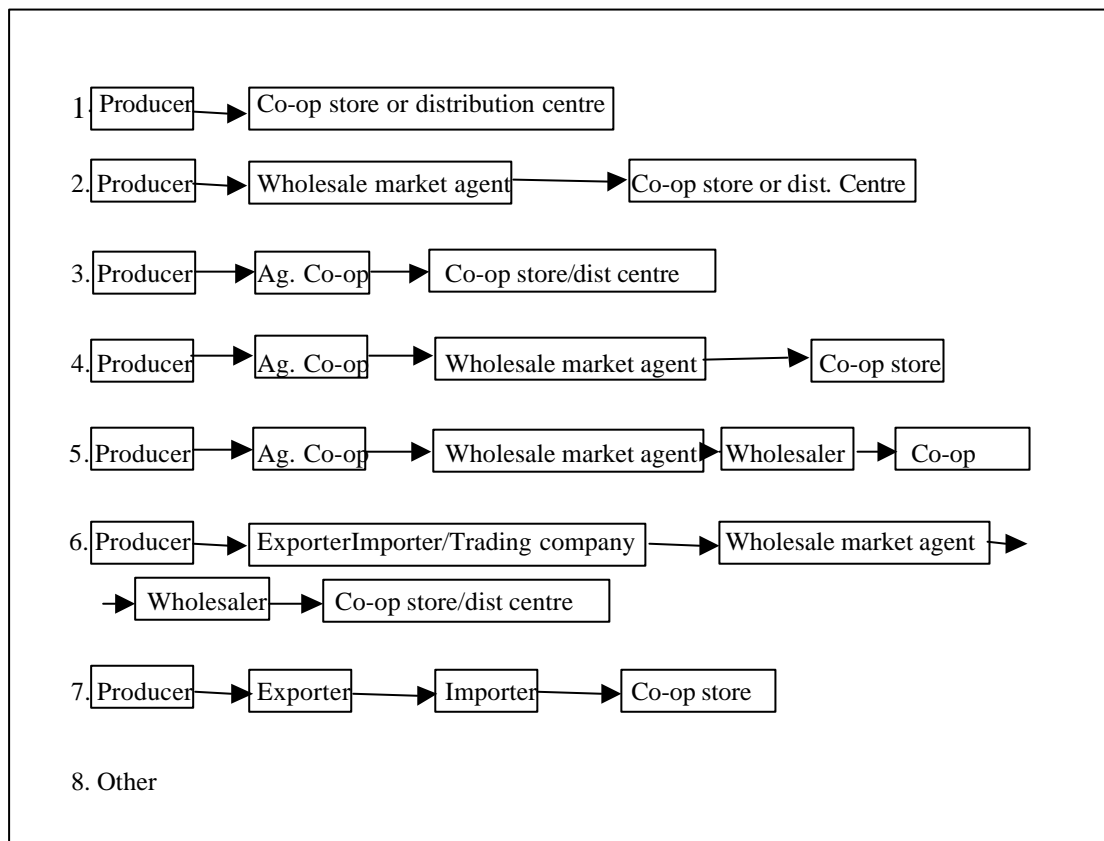 1. Producer Co-op store or distribution centre
2. Producer Wholesale market agent Co-op store or dist. Centre
3. Producer Ag. Co-op Co-op store/dist centre
4. Producer Ag. Co-op Wholesale market agent Co-op store
5. Producer Ag. Co-op Wholesale market agent Wholesaler Co-op
6. Producer ExporterImporter/Trading company Wholesale market agent
Wholesaler Co-op store/dist centre
7. Producer Exporter Importer Co-op store
8. Other